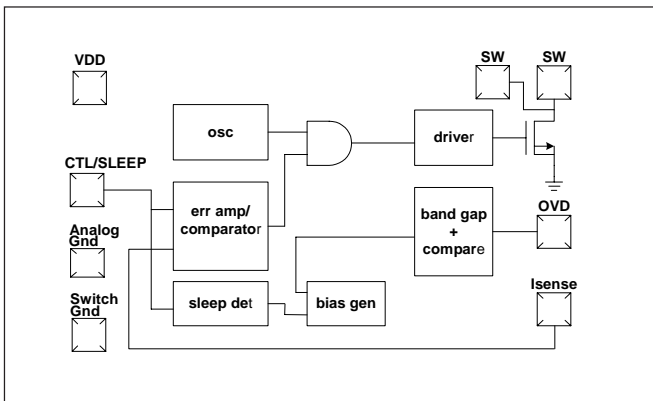 VDD
SW
SW
osc
driver
CTL/SLEEP
err amp/
comparator
band gap
+
compare
OVD
Analog
Gnd
Isense
Switch
Gnd
sleep det
bias gen